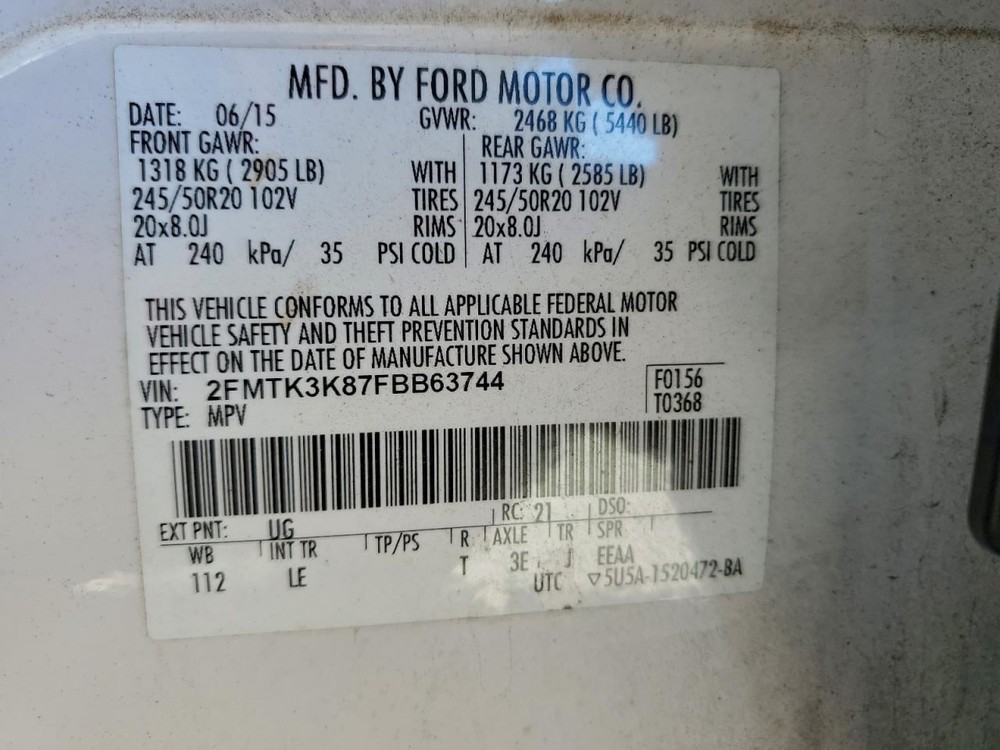 MFD. BY FORD MOTOR CO.
DATE: 06/15 GVWR: 2468 KG ( 5440 LB)
FRONT GAWR: REAR GAWR:
1318 KG ( 2905 LB) WITH 1173 KG ( 2585 LB) WITH
245/50R20 102V TIRES 245/50R20 102V TIRES
20x8.0J RIMS 20x8.0J RIMS
AT 240 kPa/ 35 PSI COLD AT 240 kPa/ 35 PSI COLD
THIS VEHICLE CONFORMS TO ALL APPLICABLE FEDERAL MOTOR
VEHICLE SAFETY AND THEFT PREVENTION STANDARDS IN
EFFECT ON THE DATE OF MANUFACTURE SHOWN ABOVE.
VIN: 2FMTK3K87FBB63744 F0156
TYPE: MPV T0368
EXT PNT: UG RC: 21 DSO:
WB INT TR TP/PS R AXLE TR SPR
112 LE T 3E J EEAA
UTC ▽5U5A-1520472-BA